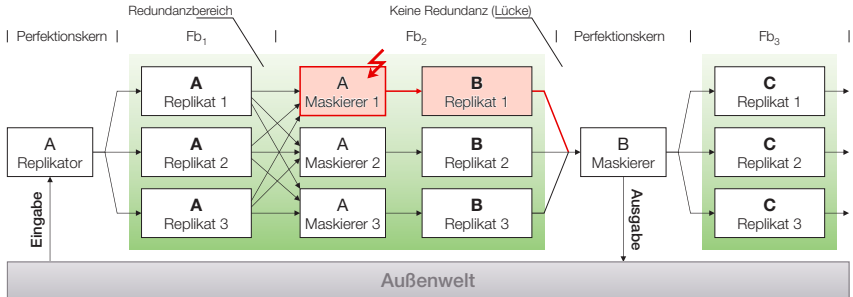 Redundanzbereich
Keine Redundanz (Lücke)
Perfektionskern
Fb1
Fb2
Perfektionskern
Fb3
A
Replikator
A
Replikat 1
A
Replikat 2
A
Replikat 3
A
Maskierer 1
A
Maskierer 2
A
Maskierer 3
B
Replikat 1
B
Replikat 2
B
Replikat 3
B
Maskierer
C
Replikat 1
C
Replikat 2
C
Replikat 3
Eingabe
Ausgabe
Außenwelt